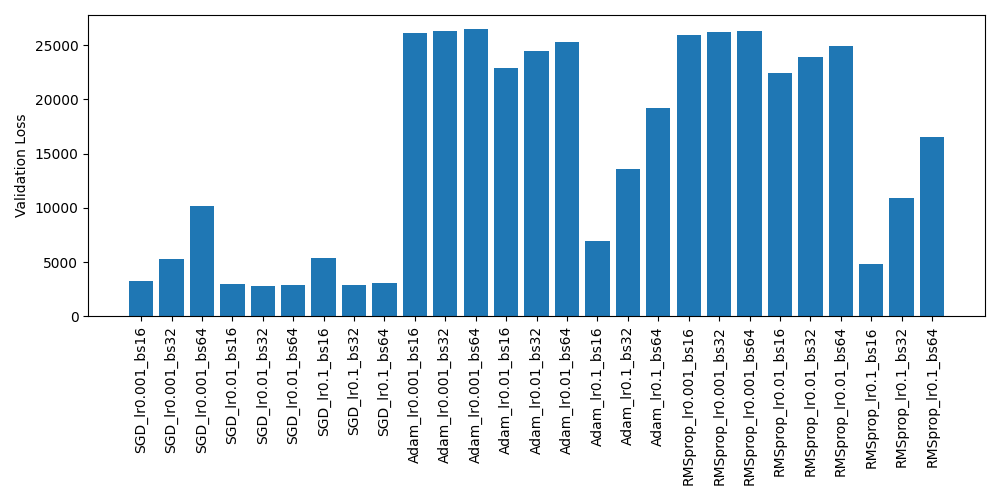 Validation Loss
25000
20000
15000
10000
5000
0
SGD_lr0.001_bs16
SGD_lr0.001_bs32
SGD_lr0.001_bs64
SGD_lr0.01_bs16
SGD_lr0.01_bs32
SGD_lr0.01_bs64
SGD_lr0.1_bs16
SGD_lr0.1_bs32
SGD_lr0.1_bs64
Adam_lr0.001_bs16
Adam_lr0.001_bs32
Adam_lr0.001_bs64
Adam_lr0.01_bs16
Adam_lr0.01_bs32
Adam_lr0.01_bs64
Adam_lr0.1_bs16
Adam_lr0.1_bs32
Adam_lr0.1_bs64
RMSprop_lr0.001_bs16
RMSprop_lr0.001_bs32
RMSprop_lr0.001_bs64
RMSprop_lr0.01_bs16
RMSprop_lr0.01_bs32
RMSprop_lr0.01_bs64
RMSprop_lr0.1_bs16
RMSprop_lr0.1_bs32
RMSprop_lr0.1_bs64